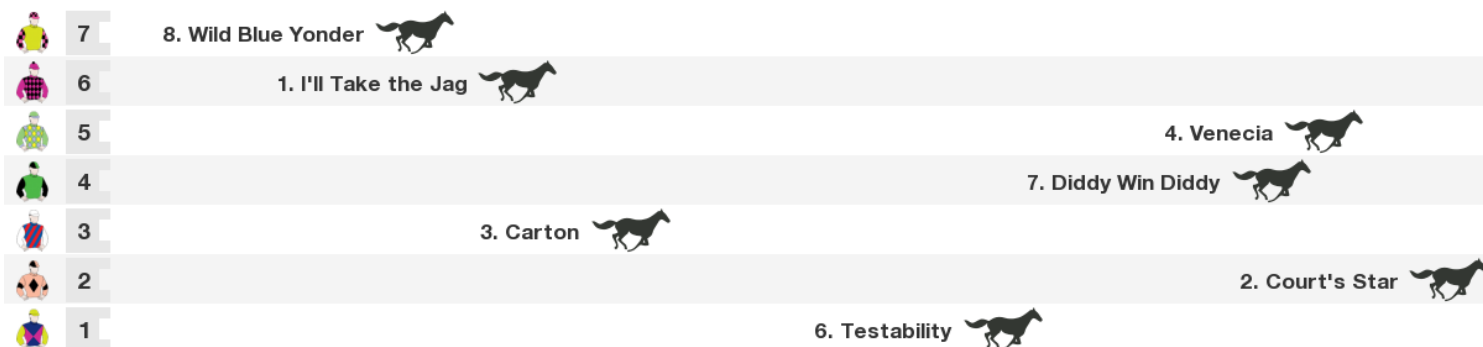 7 8. Wild Blue Yonder
6 1. I'll Take the Jag
5 4. Venecia
4 7. Diddy Win Diddy
3 3. Carton
2 2. Court's Star
1 6. Testability